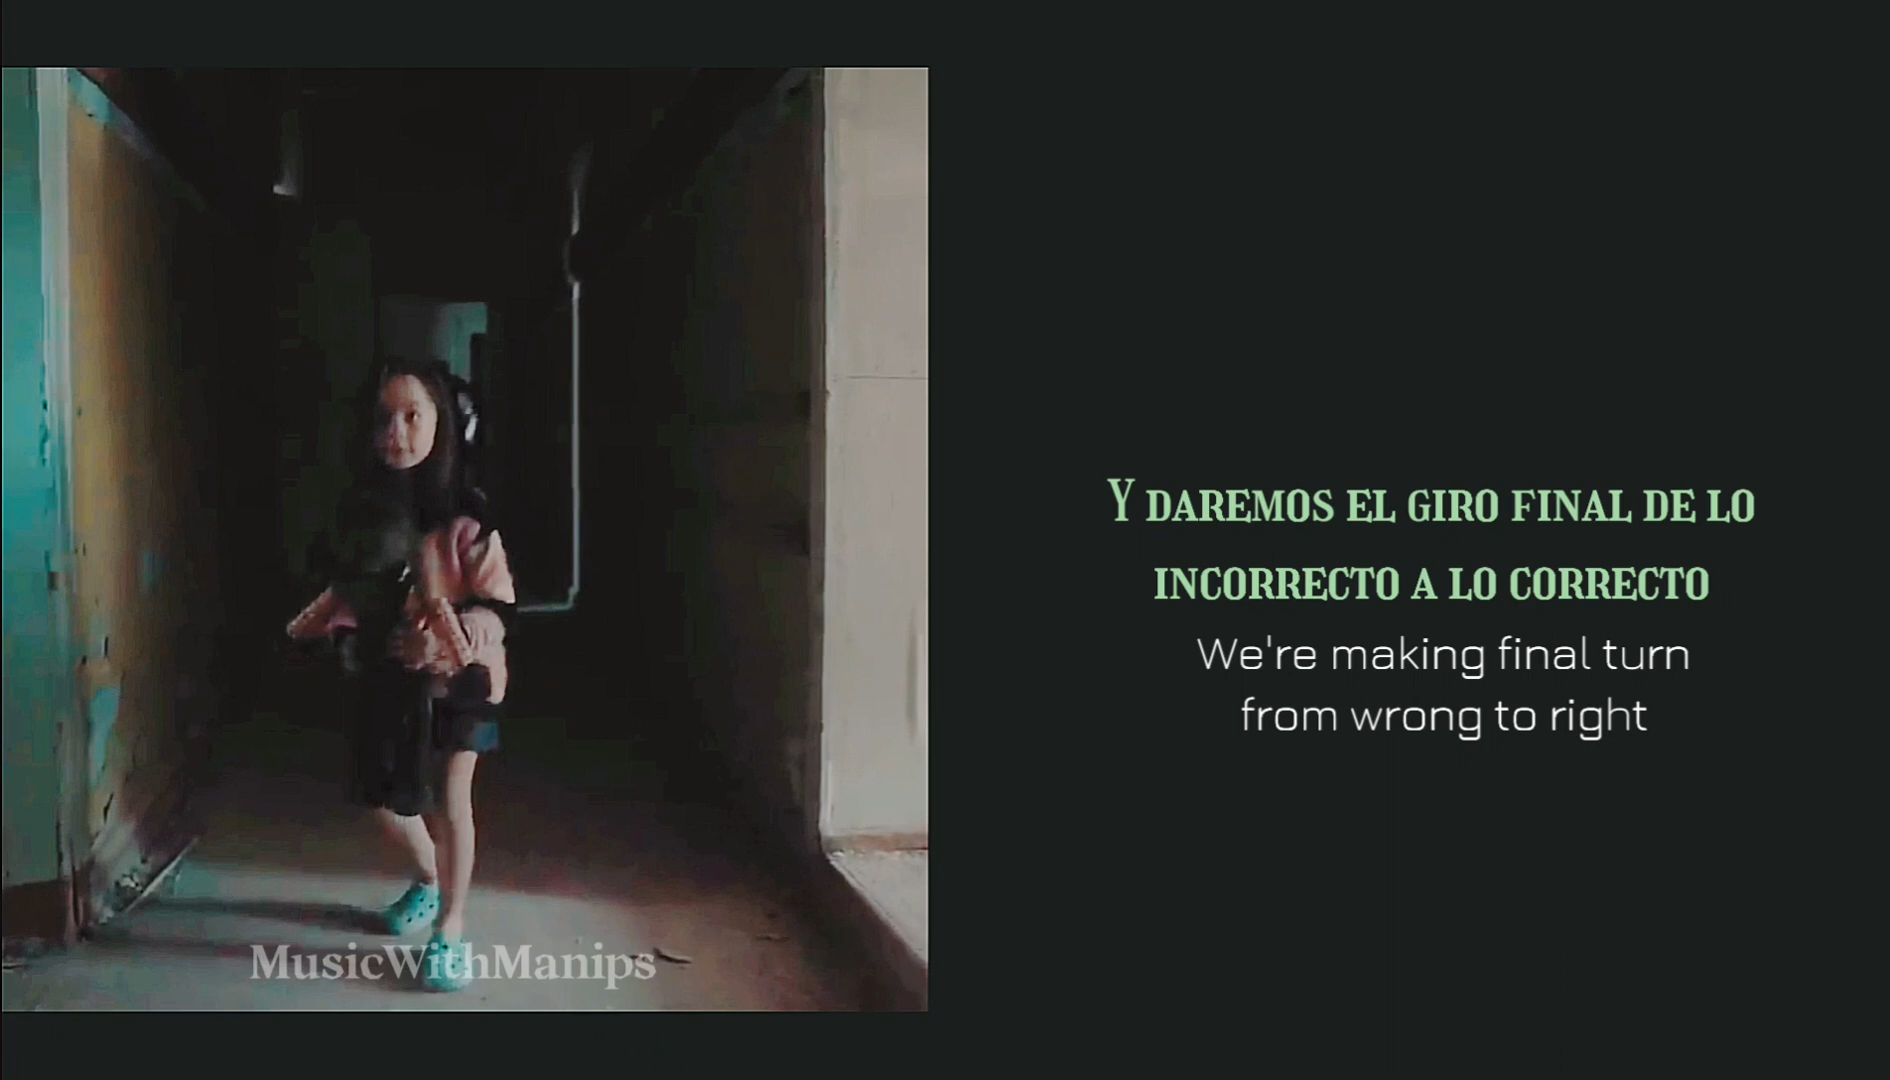 Y DAREMOS EL GIRO FINAL DE LO
INCORRECTO A LO CORRECTO
We're making final turn
from wrong to right
MusicWithManips